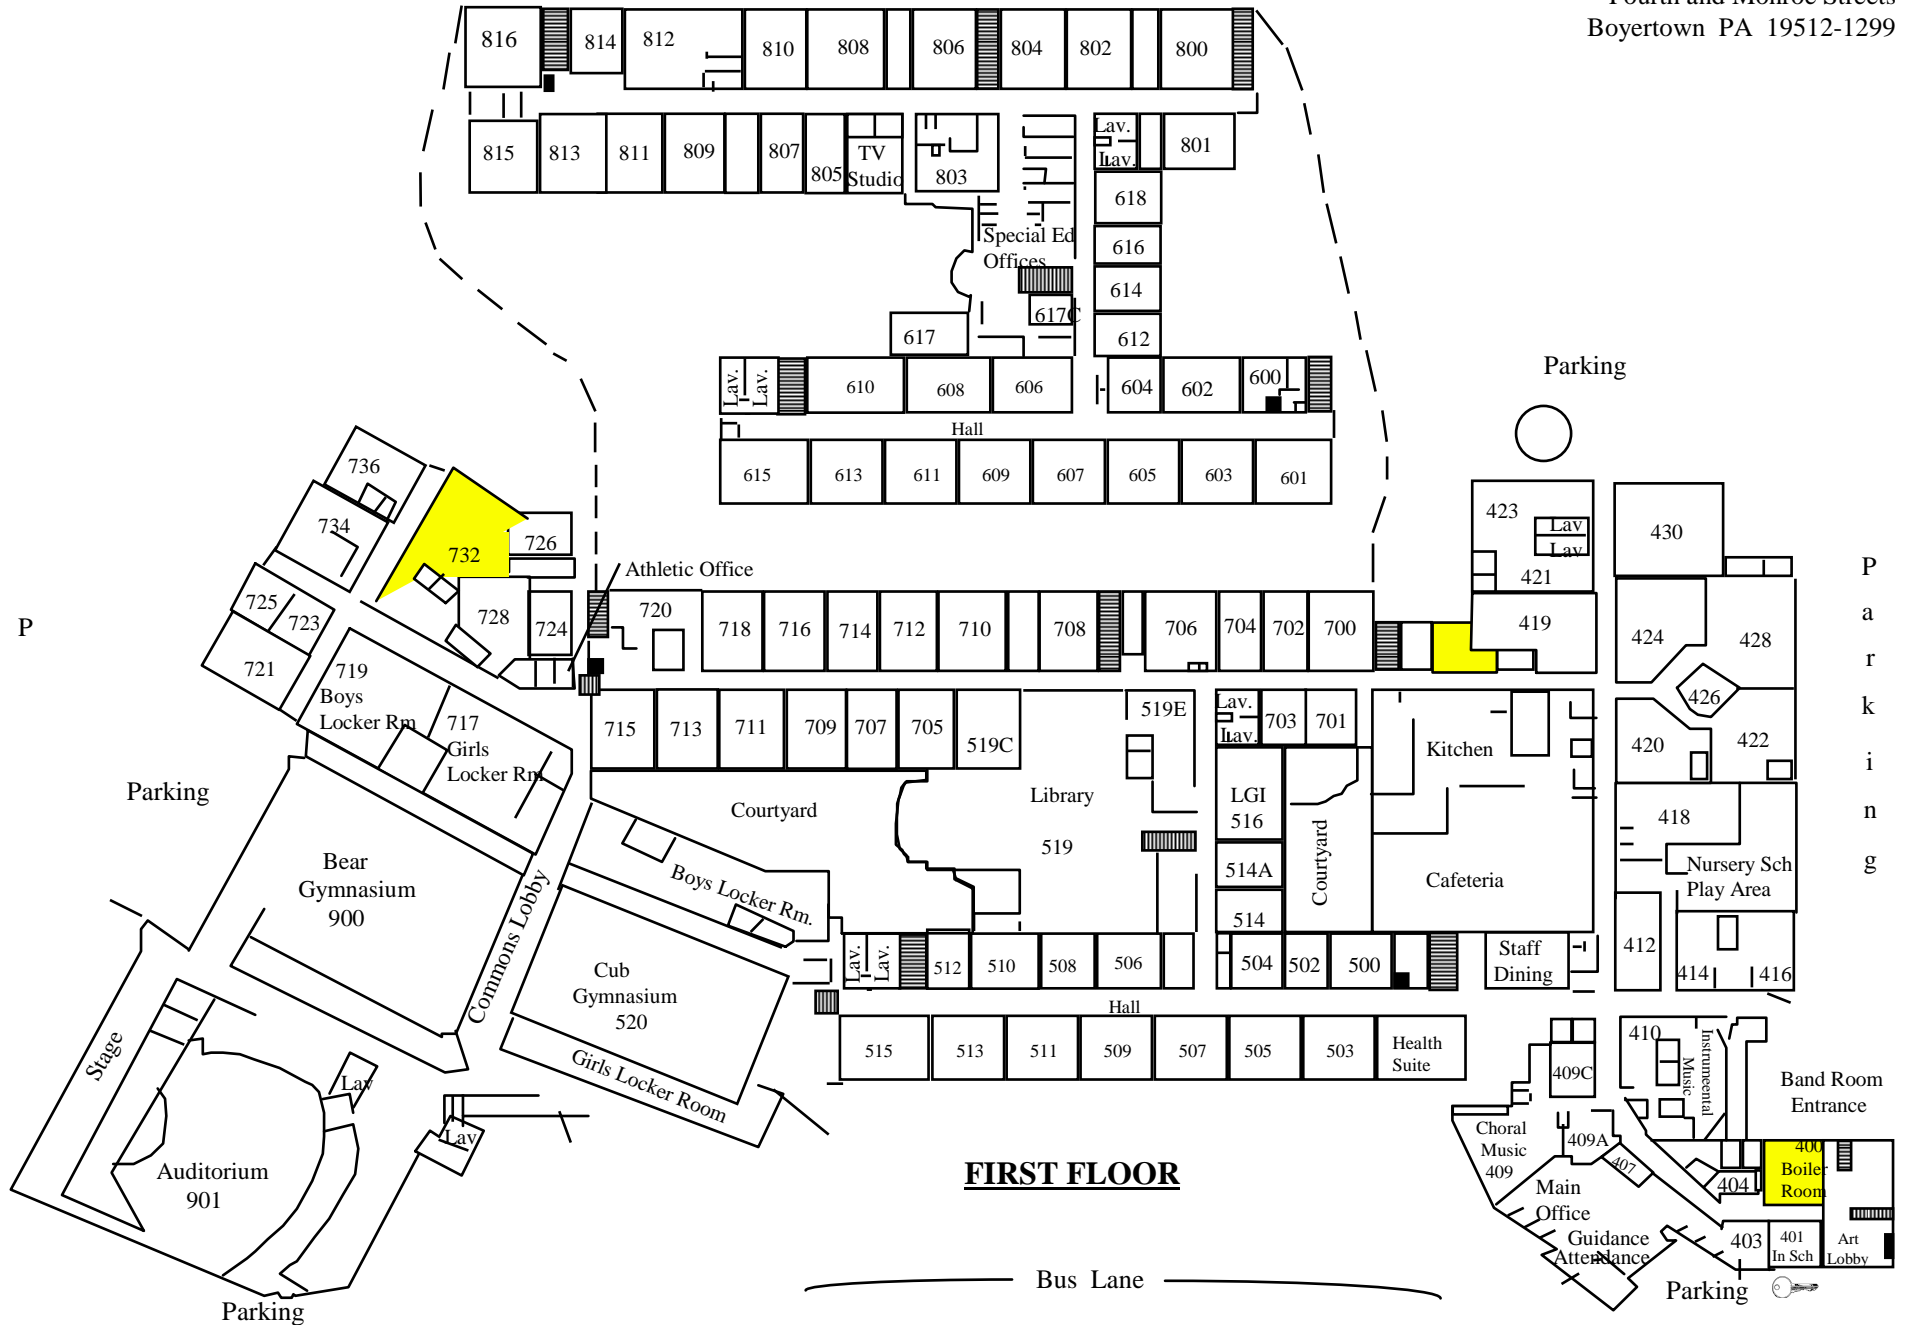 Fourth and Monroe Streets
Boyertown PA 19512-1299
816
814
812
810
808
806
804
802
800
815
813
811
809
807
805
TV
Studio
803
Lav.
Lav.
801
618
616
614
612
Special Ed
Offices
617C
617
Parking
Lav.
Lav.
610
608
606
604
602
600
Hall
615
613
611
609
607
605
603
601
736
734
732
726
728
724
725
723
721
Athletic Office
720
718
716
714
712
710
708
706
704
702
700
423
Lav
Lav
421
419
430
424
428
426
420
422
P
P
a
r
k
i
n
g
719
Boys
Locker Rm
717
Girls
Locker Rm
715
713
711
709
707
705
519C
519E
Lav.
Lav.
703
701
Kitchen
Parking
Courtyard
Library
519
LGI
516
514A
514
Courtyard
Cafeteria
418
Nursery Sch
Play Area
412
414
416
Bear
Gymnasium
900
Commons Lobby
Boys Locker Rm.
Cub
Gymnasium
520
Girls Locker Room
Lav.
Lav.
512
510
508
506
504
502
500
Staff
Dining
Hall
515
513
511
509
507
505
503
Health
Suite
Stage
Lav
Lav
Auditorium
901
Parking
409C
410
Instrumeental
Music
Band Room
Entrance
Choral
Music
409
409A
407
404
400
Boiler
Room
Main
Office
Guidance
Attendance
403
401
In Sch
Art
Lobby
FIRST FLOOR
Bus Lane
Parking